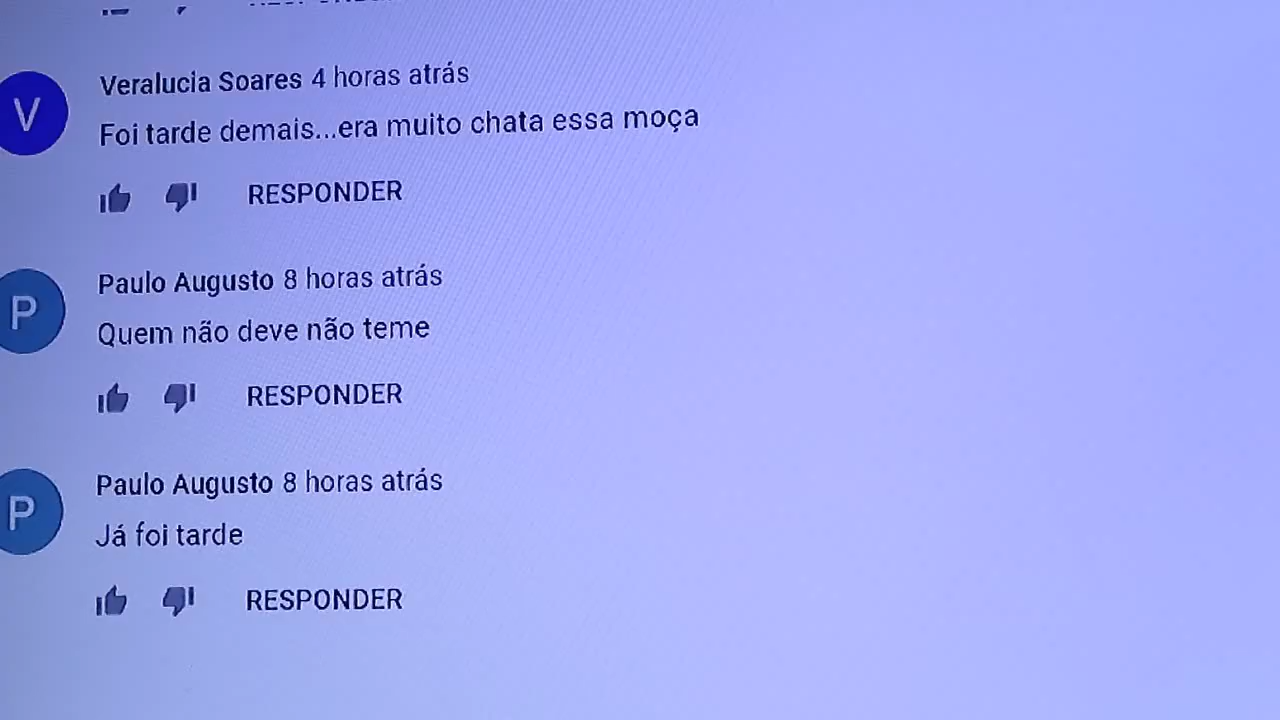 V
Veralucia Soares 4 horas atrás
Foi tarde demais...era muito chata essa moça
RESPONDER
P
Paulo Augusto 8 horas atrás
Quem não deve não teme
RESPONDER
P
Paulo Augusto 8 horas atrás
Já foi tarde
RESPONDER